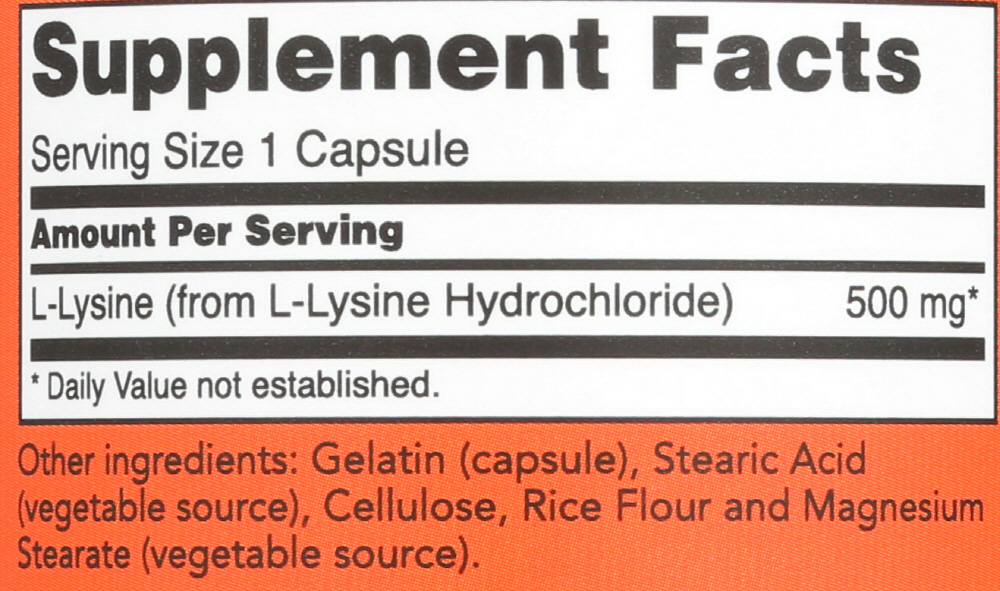 Supplement Facts
Serving Size 1 Capsule
Amount Per Serving
L-Lysine (from L-Lysine Hydrochloride) 500 mg*
* Daily Value not established.
Other ingredients: Gelatin (capsule), Stearic Acid
(vegetable source), Cellulose, Rice Flour and Magnesium
Stearate (vegetable source).